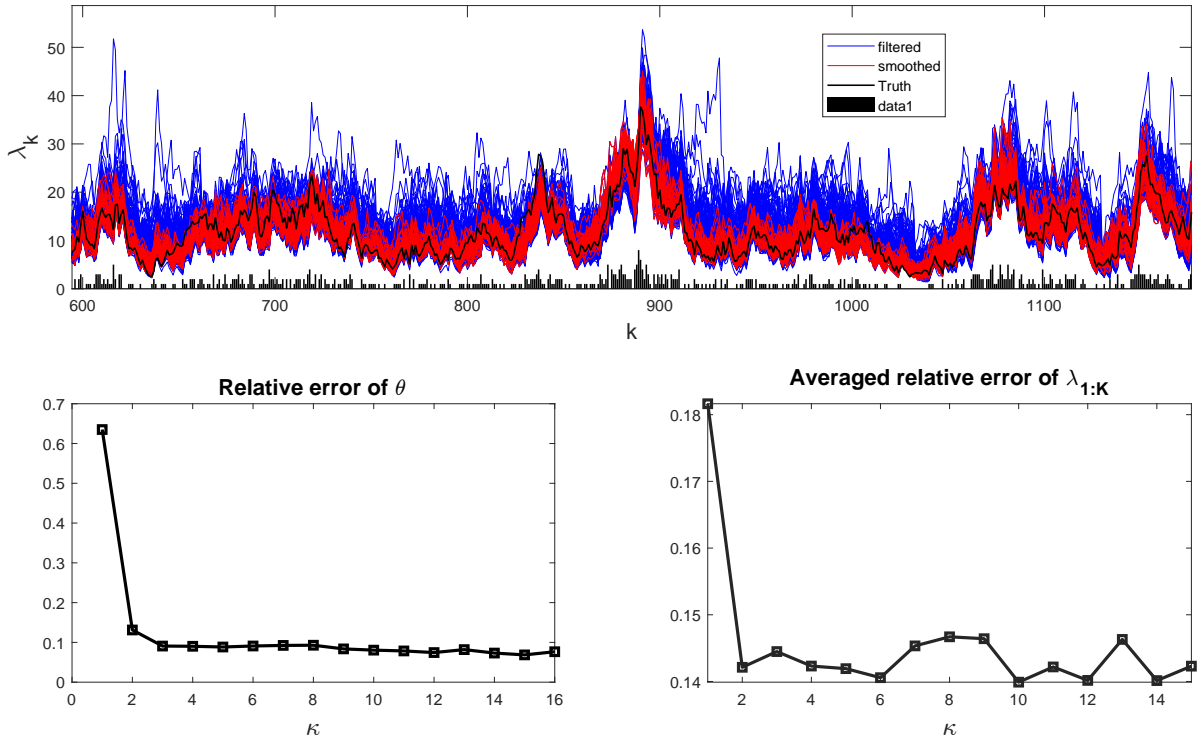 50
40
30
20
10
0
λk
filtered
smoothed
Truth
data1
600 700 800 900 1000 1100
k
Relative error of θ
0.7
0.6
0.5
0.4
0.3
0.2
0.1
0
0 2 4 6 8 10 12 14 16
κ
Averaged relative error of λ1:K
0.18
0.17
0.16
0.15
0.14
2 4 6 8 10 12 14
κ